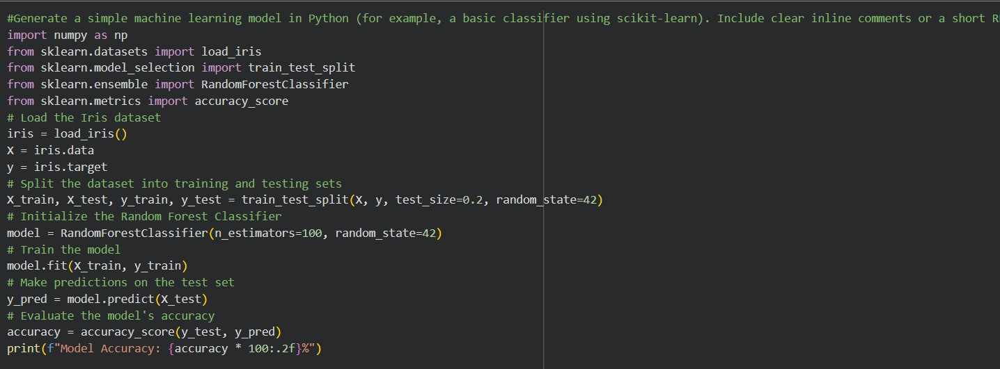 #Generate a simple machine learning model in Python (for example, a basic classifier using scikit-learn). Include clear inline comments or a short
import numpy as np
from sklearn.datasets import load_iris
from sklearn.model_selection import train_test_split
from sklearn.ensemble import RandomForestClassifier
from sklearn.metrics import accuracy_score
# Load the Iris dataset
iris = load_iris()
X = iris.data
y = iris.target
# Split the dataset into training and testing sets
X_train, X_test, y_train, y_test = train_test_split(X, y, test_size=0.2, random_state=42)
# Initialize the Random Forest Classifier
model = RandomForestClassifier(n_estimators=100, random_state=42)
# Train the model
model.fit(X_train, y_train)
# Make predictions on the test set
y_pred = model.predict(X_test)
# Evaluate the model's accuracy
accuracy = accuracy_score(y_test, y_pred)
print(f"Model Accuracy: {accuracy * 100:.2f}%")